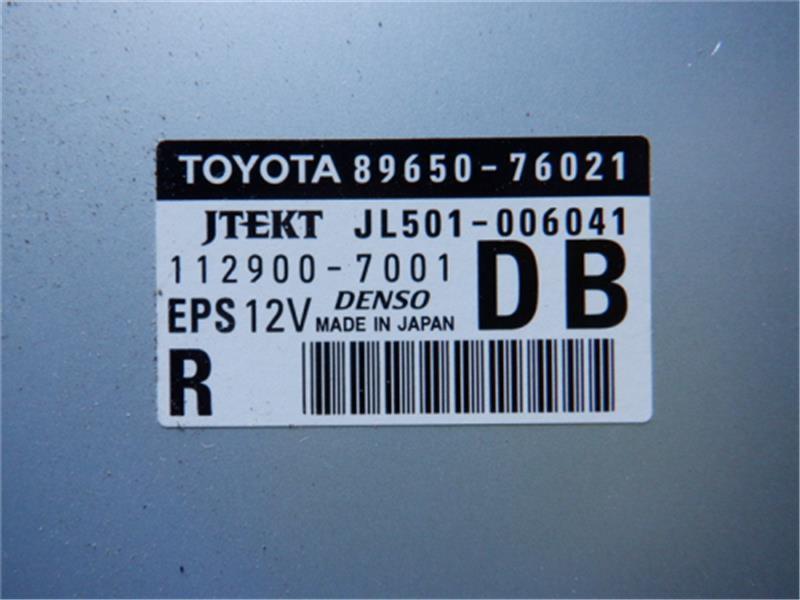 TOYOTA 89650-76021
JTEKT JL501-006041
112900-7001
DENSO
EPS 12V MADE IN JAPAN DB
R